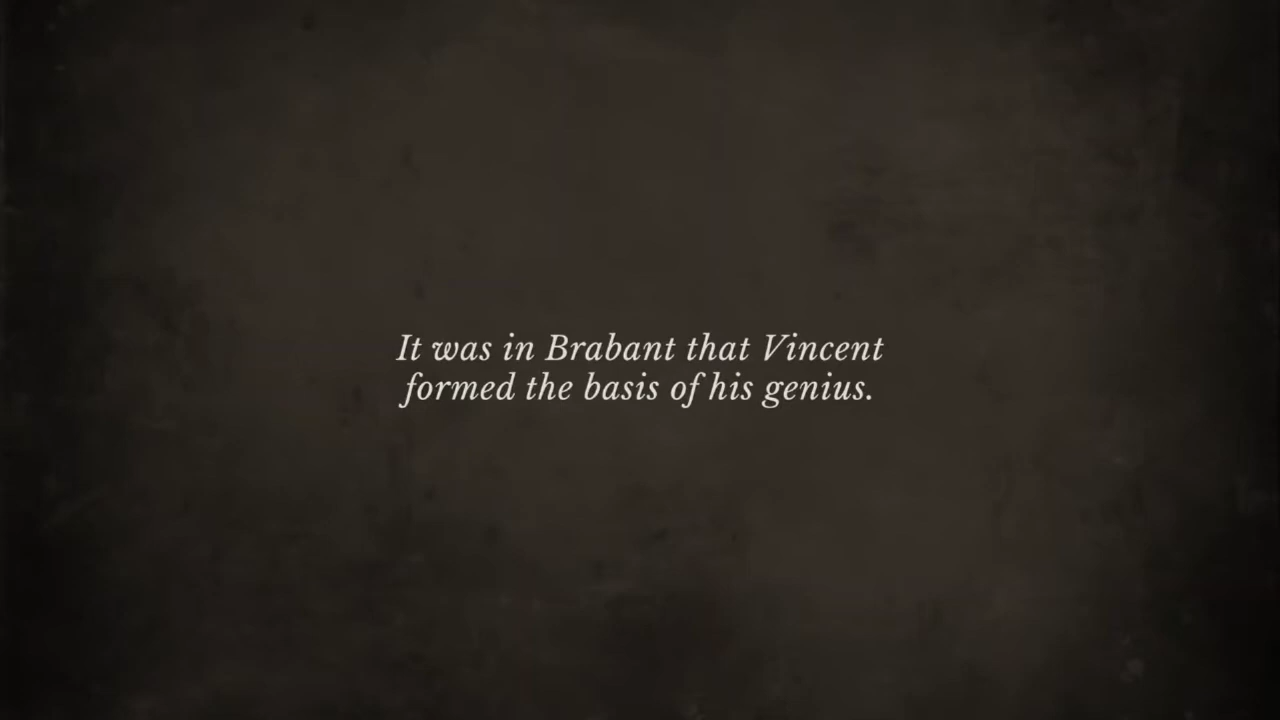 It was in Brabant that Vincent
formed the basis of his genius.